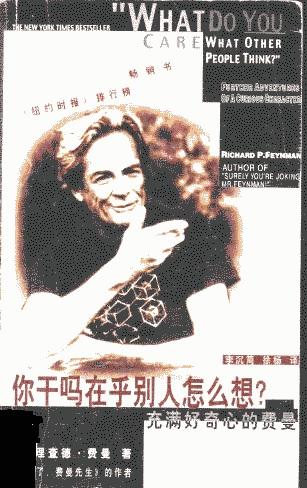 THE NEW YORK TIMES BESTSELLER
"WHAT DO YOU
CARE WHAT OTHER
PEOPLE THINK?"
FURTHER ADVENTURES
OF A CURIOUS CHARACTER
畅销书
《纽约时报》排行榜
RICHARD P. FEYNMAN
AUTHOR OF
"SURELY YOU'RE JOKING
MR. FEYNMAN!"
李沉简 徐杨 译
你干吗在乎别人怎么想?
充满好奇心的费曼
理查德·费曼 著
了，费曼先生》的作者